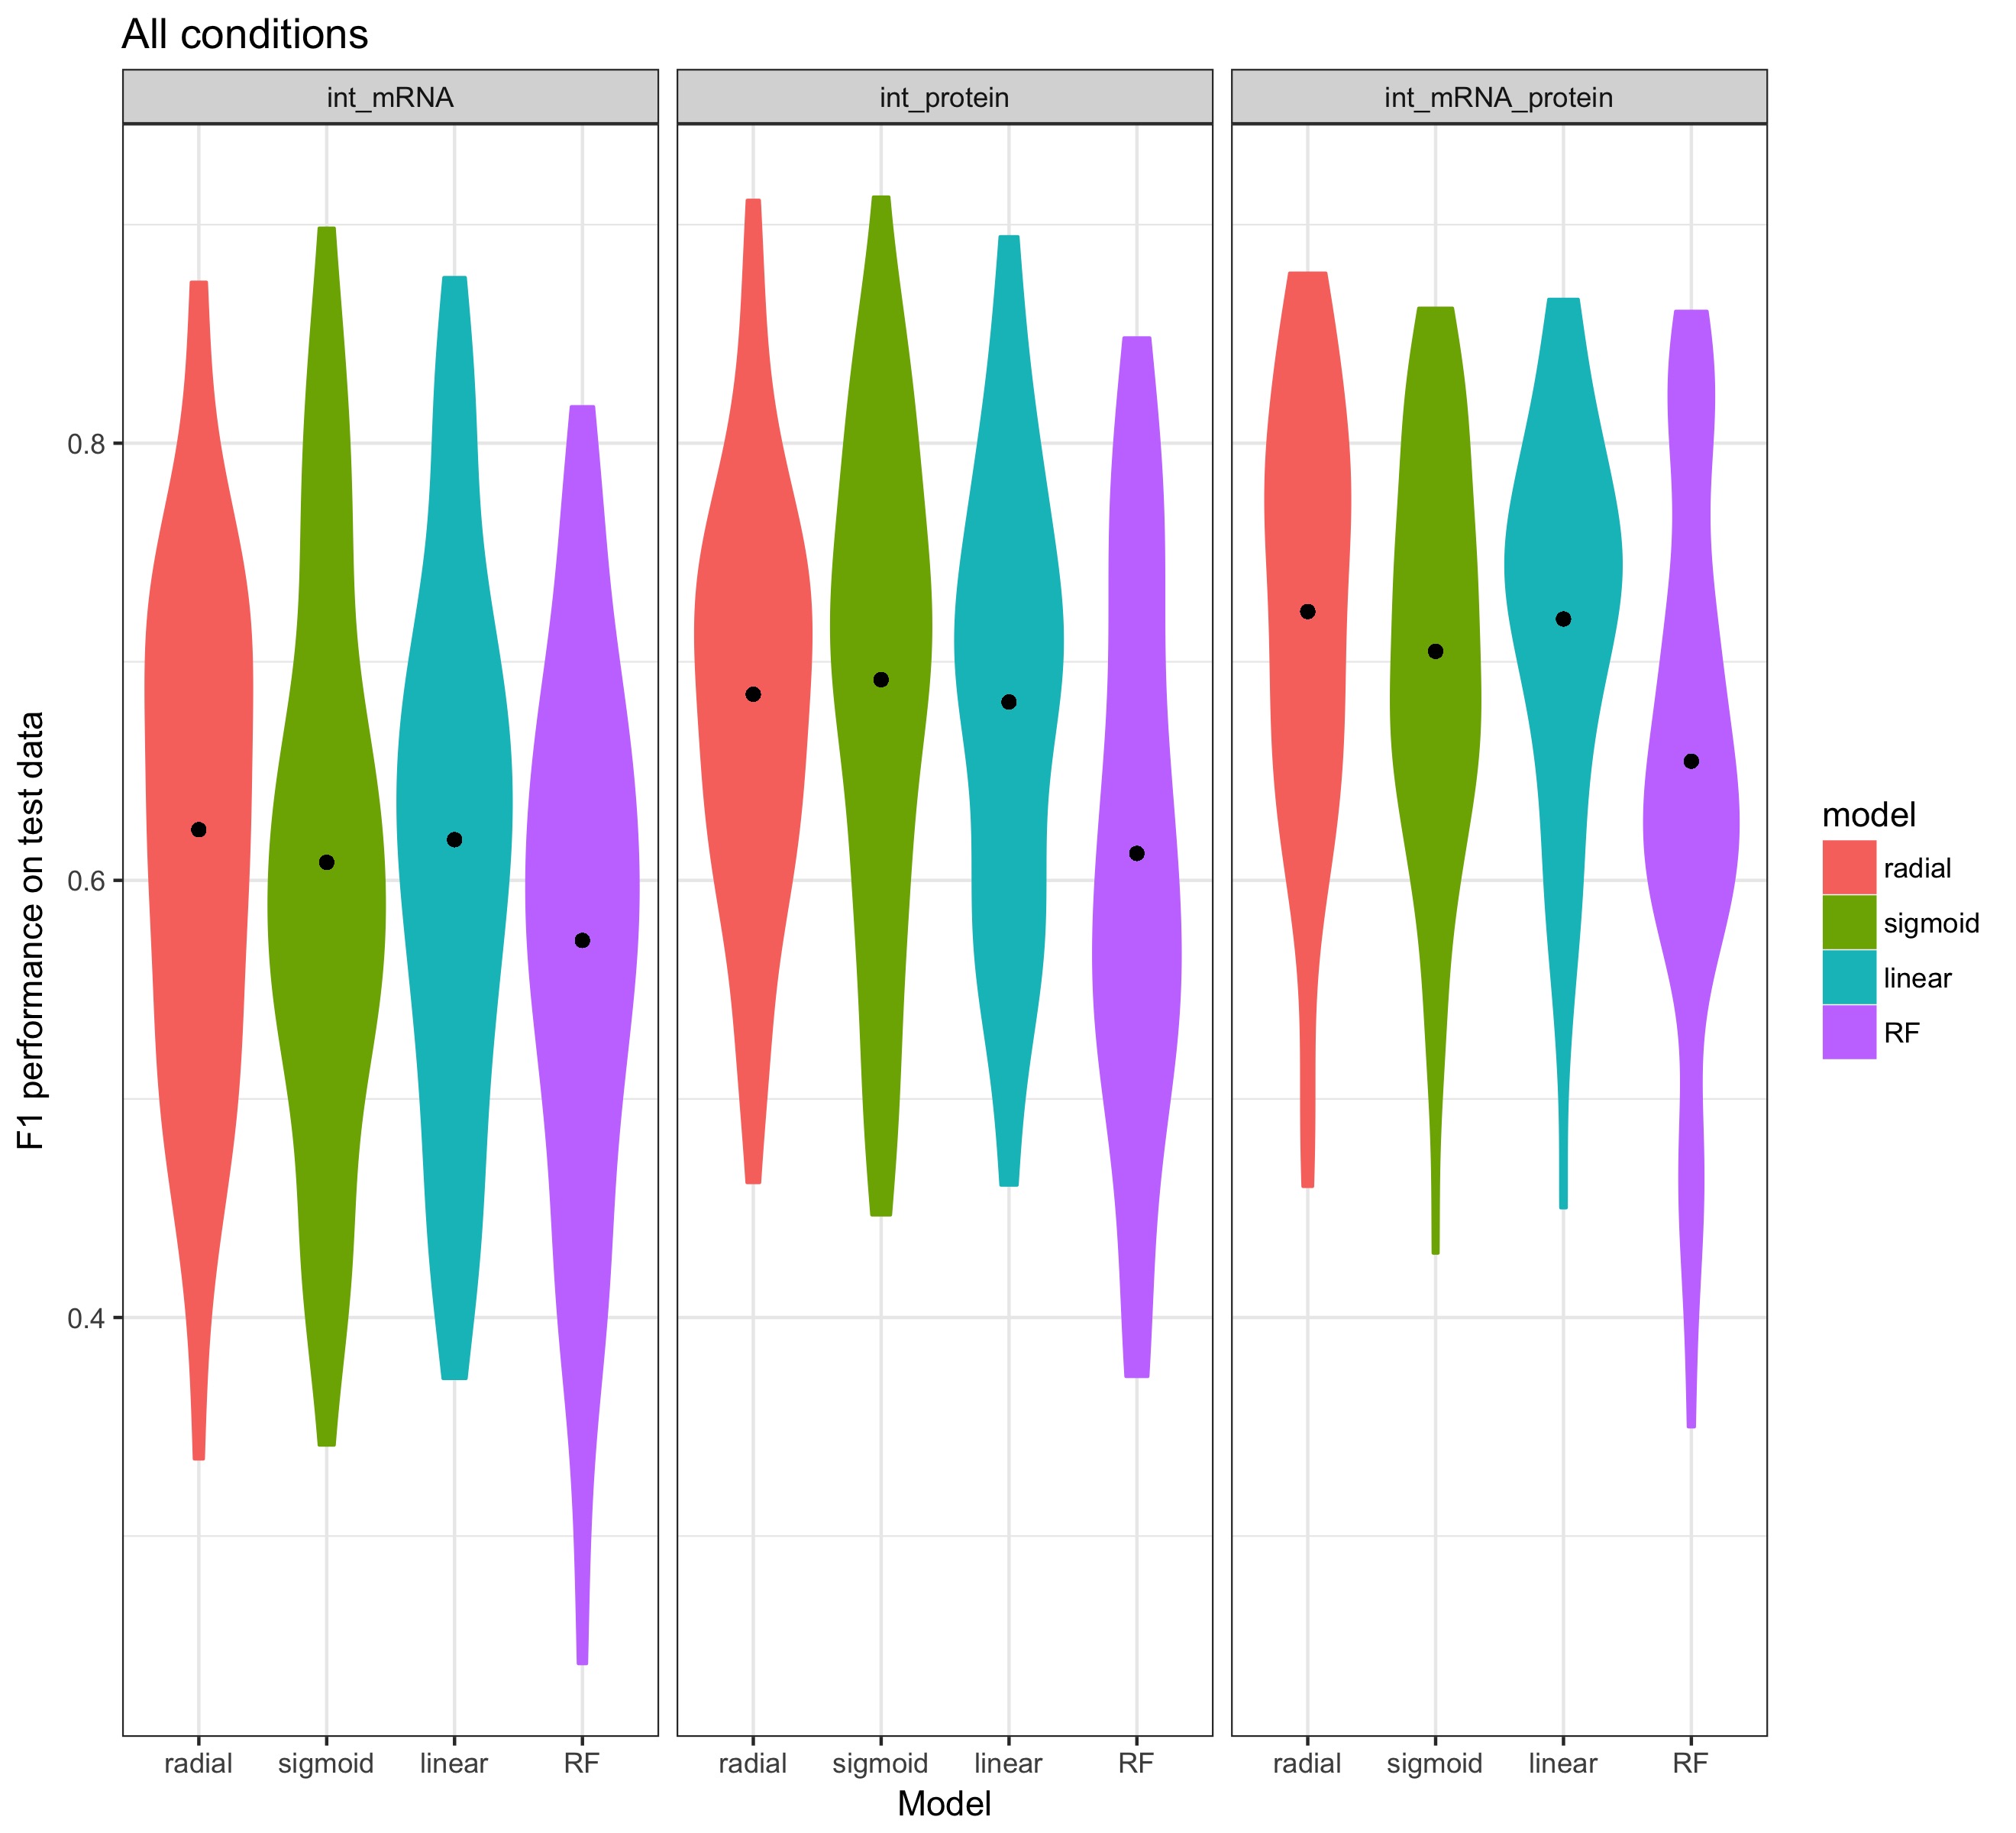 All conditions
int_mRNA
int_protein
int_mRNA_protein
F1 performance on test data
0.8
0.6
0.4
radial
sigmoid
linear
RF
radial
sigmoid
linear
RF
radial
sigmoid
linear
RF
Model
model
radial
sigmoid
linear
RF